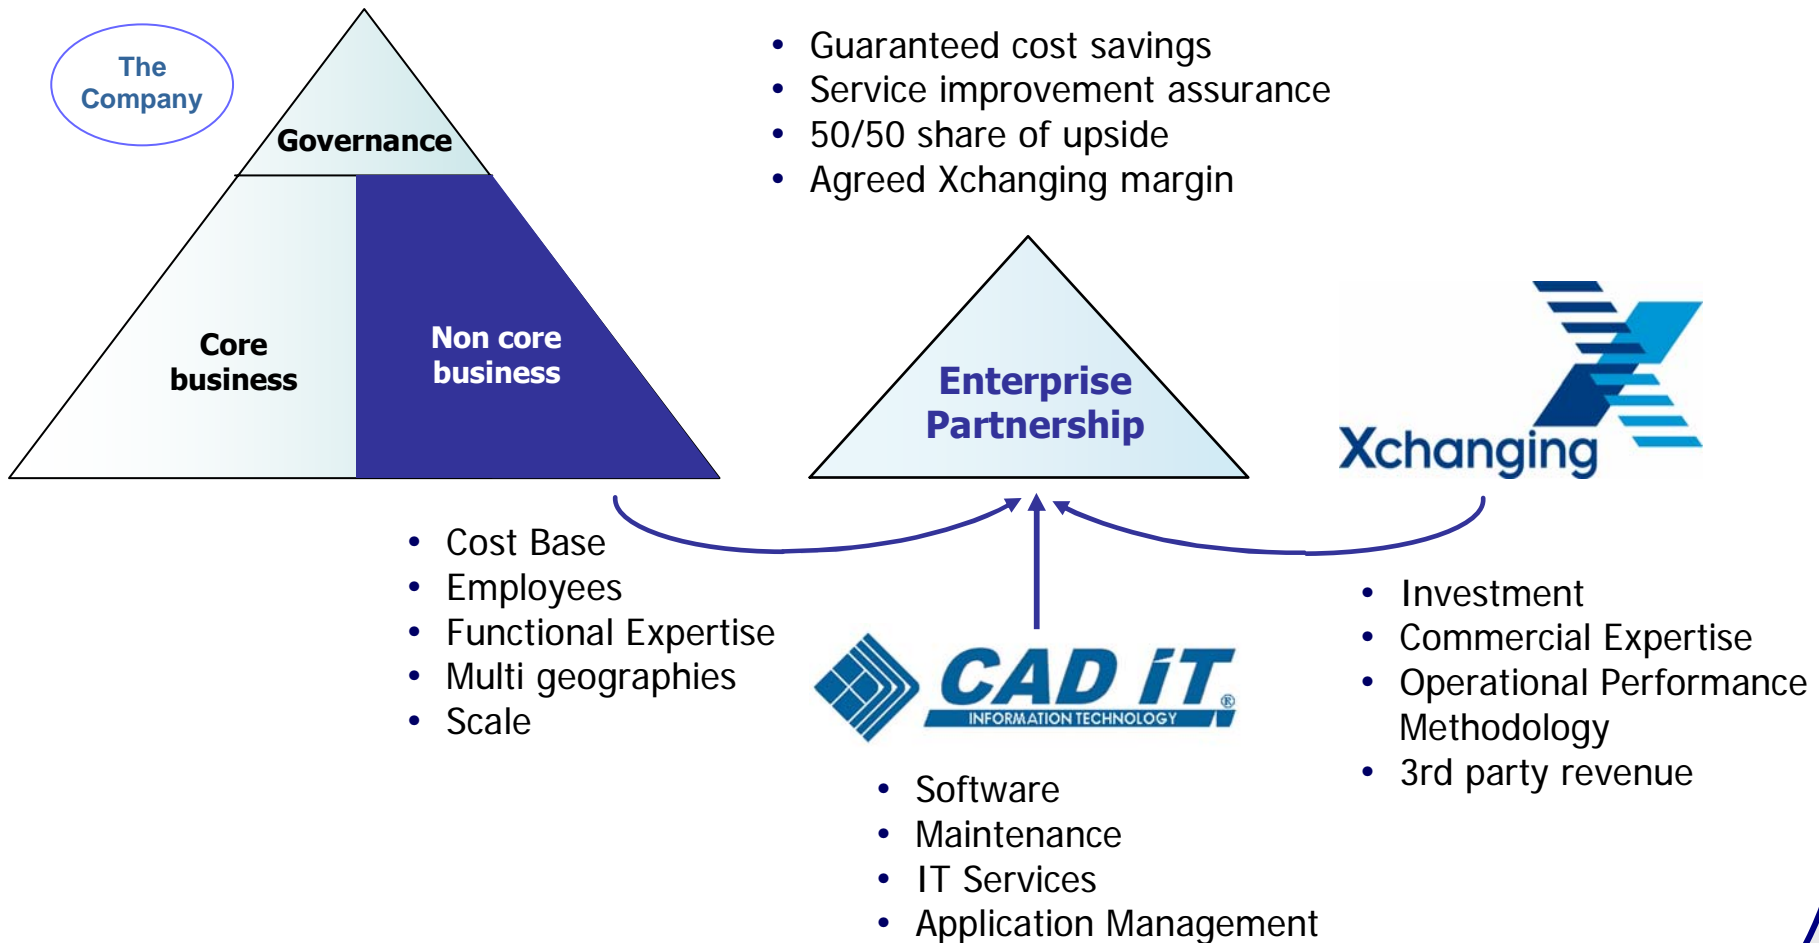 The
Company
Governance
Core
business
Non core
business
• Guaranteed cost savings
• Service improvement assurance
• 50/50 share of upside
• Agreed Xchanging margin
Enterprise
Partnership
Xchanging
• Cost Base
• Employees
• Functional Expertise
• Multi geographies
• Scale
CAD iT®
INFORMATION TECHNOLOGY
• Software
• Maintenance
• IT Services
• Application Management
• Investment
• Commercial Expertise
• Operational Performance
Methodology
• 3rd party revenue